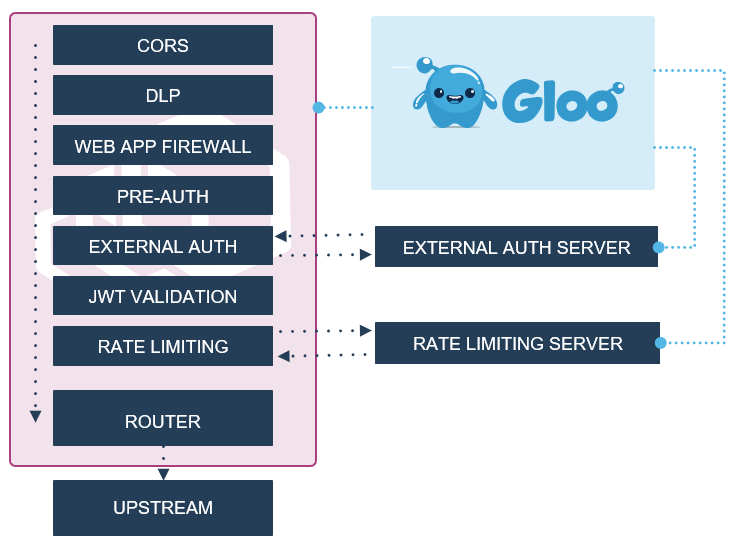 CORS
DLP
WEB APP FIREWALL
PRE-AUTH
EXTERNAL AUTH
JWT VALIDATION
RATE LIMITING
ROUTER
UPSTREAM
Gloo
EXTERNAL AUTH SERVER
RATE LIMITING SERVER